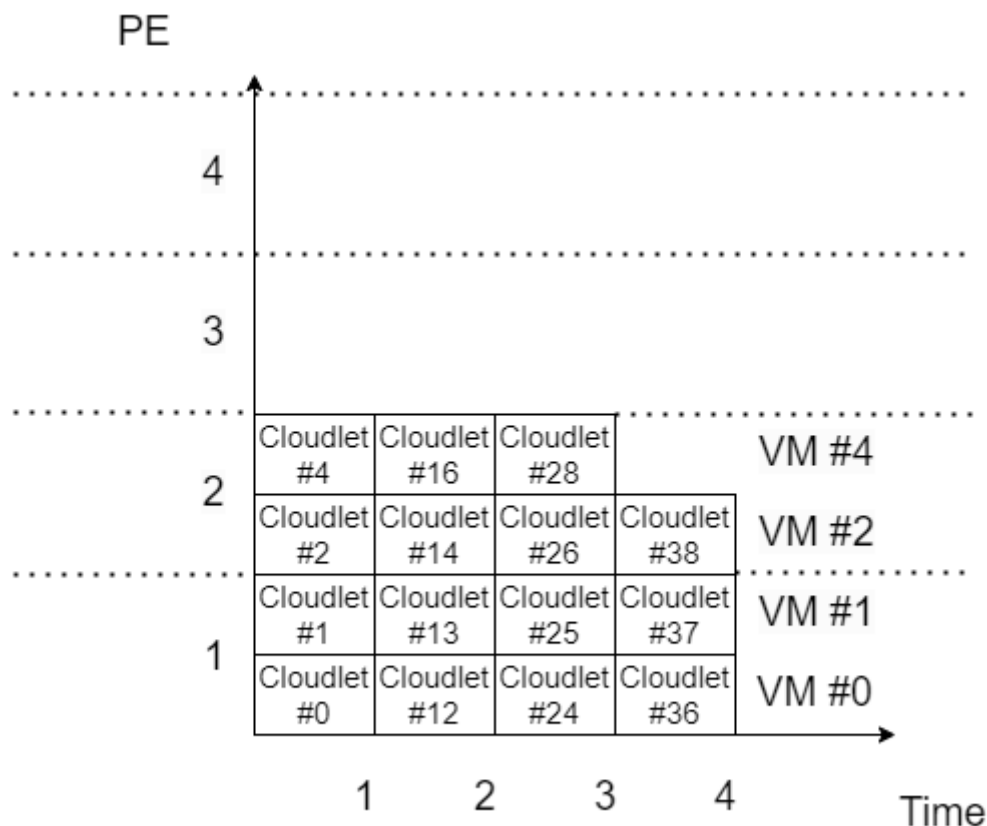 PE
4
3
2
1
Cloudlet Cloudlet Cloudlet
#4 #16 #28
VM #4
Cloudlet Cloudlet Cloudlet Cloudlet
#2 #14 #26 #38
VM #2
Cloudlet Cloudlet Cloudlet Cloudlet
#1 #13 #25 #37
VM #1
Cloudlet Cloudlet Cloudlet Cloudlet
#0 #12 #24 #36
VM #0
1 2 3 4
Time